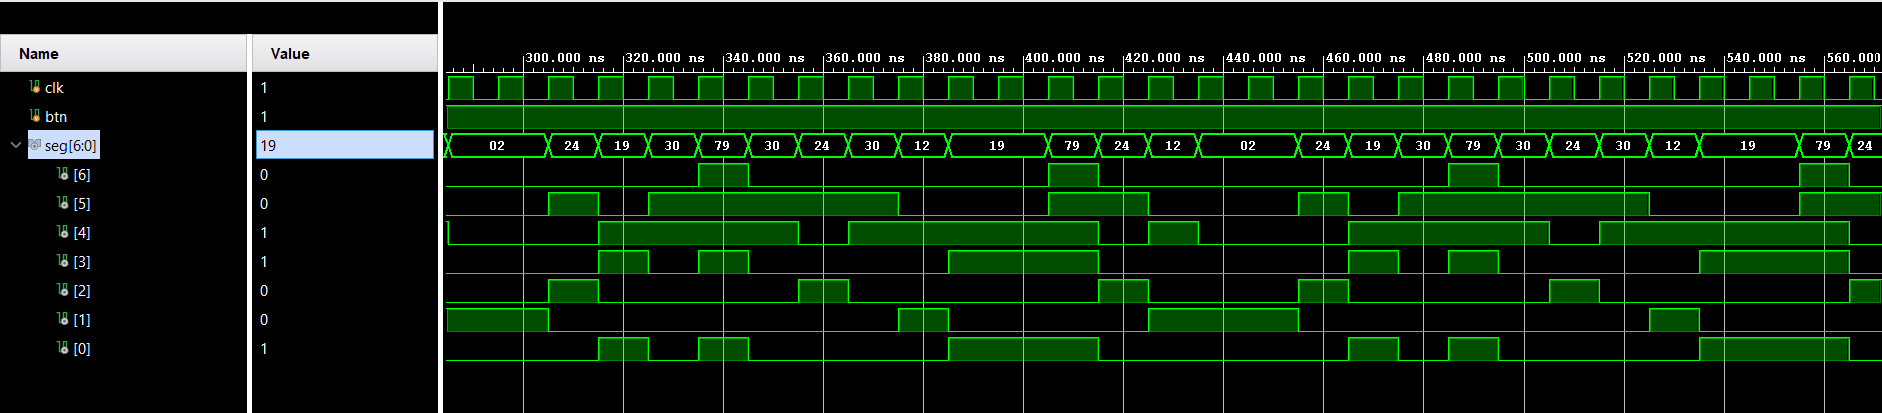 Name Value
300.000 ns 320.000 ns 340.000 ns 360.000 ns 380.000 ns 400.000 ns 420.000 ns 440.000 ns 460.000 ns 480.000 ns 500.000 ns 520.000 ns 540.000 ns 560.000
clk 1
btn 1
seg[6:0] 19 02 24 19 30 79 30 24 30 12 19 79 24 12 02 24 19 30 79 30 24 30 12 19 79 24
[6] 0
[5] 0
[4] 1
[3] 1
[2] 0
[1] 0
[0] 1